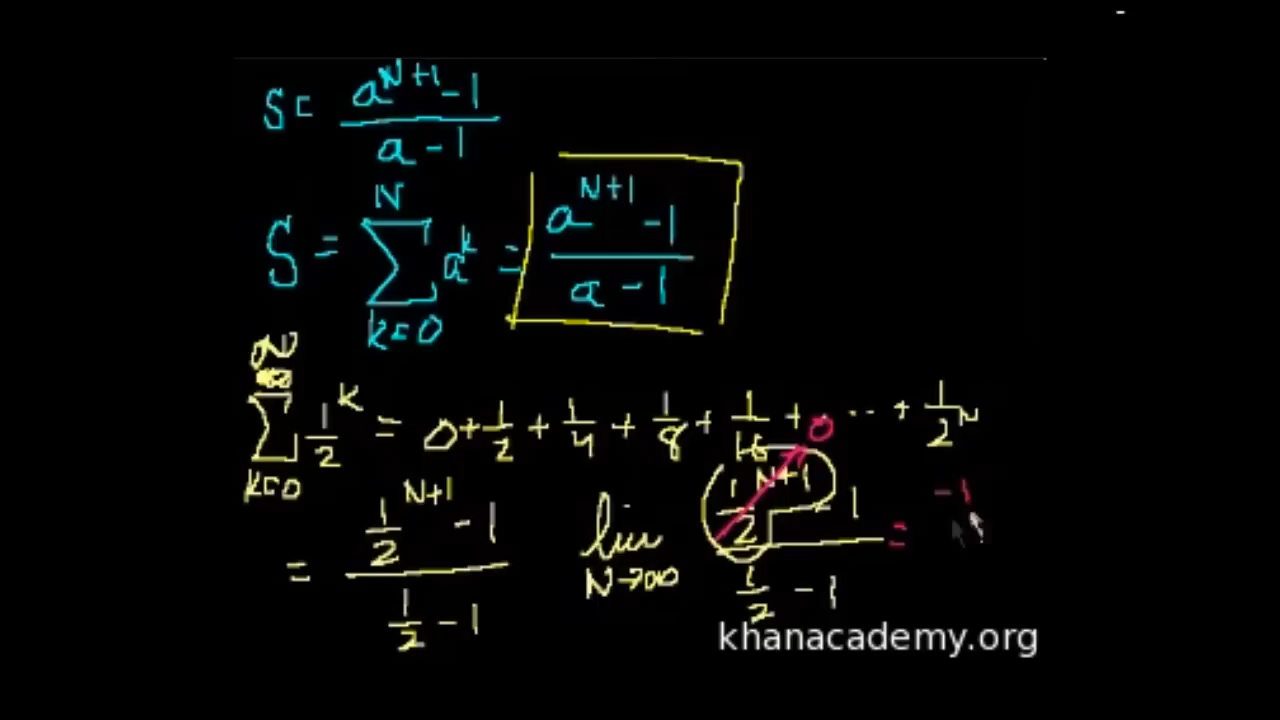 S = (a^(N+1) - 1) / (a - 1)
S = ∑_(k=0)^N a^k = (a^(N+1) - 1) / (a - 1)
∑_(k=0)^∞ 1/2^k = 0 + 1/2 + 1/4 + 1/8 + 1/16 + ··· + 1/2^N
0
= (1/2^(N+1) - 1) / (1/2 - 1) lim_(N→∞) (1/2^(N+1) - 1) / (1/2 - 1) = -1
khanacademy.org